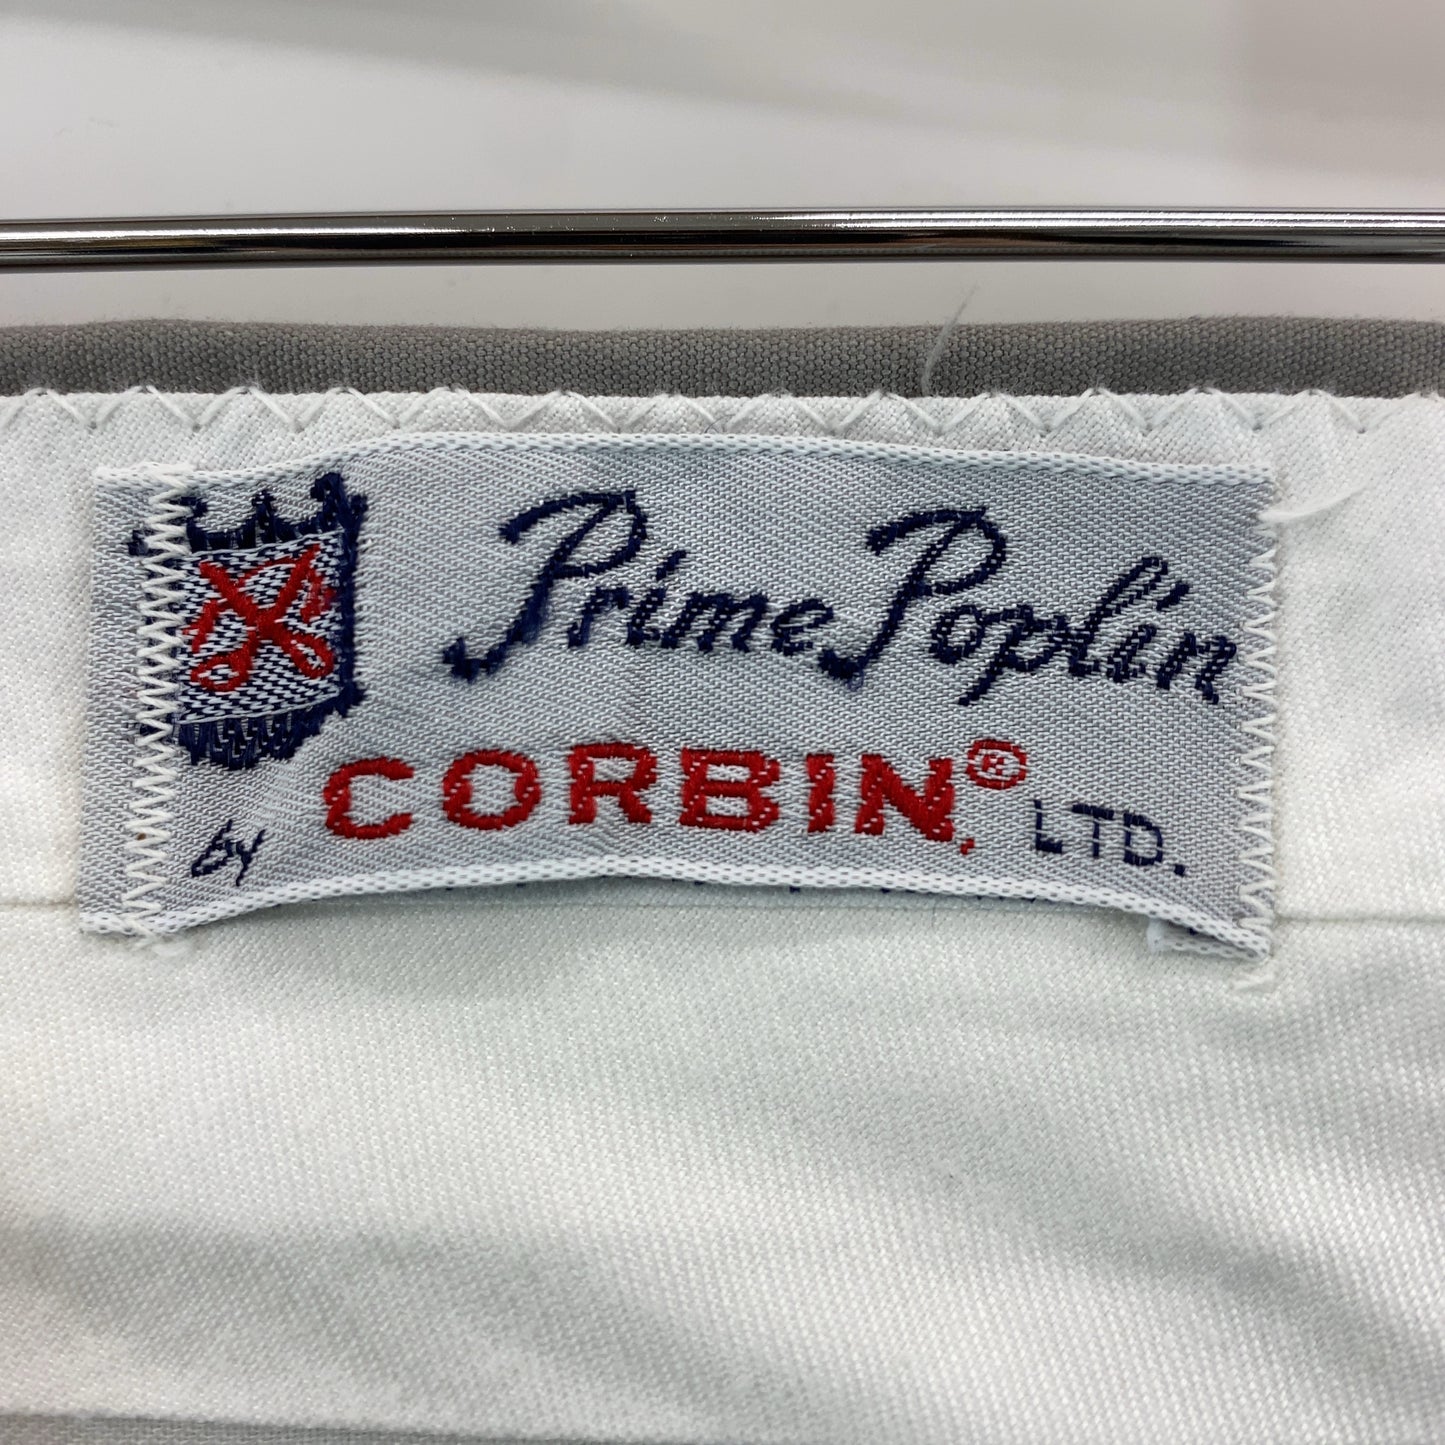 Prime Poplin
by CORBIN,® LTD.